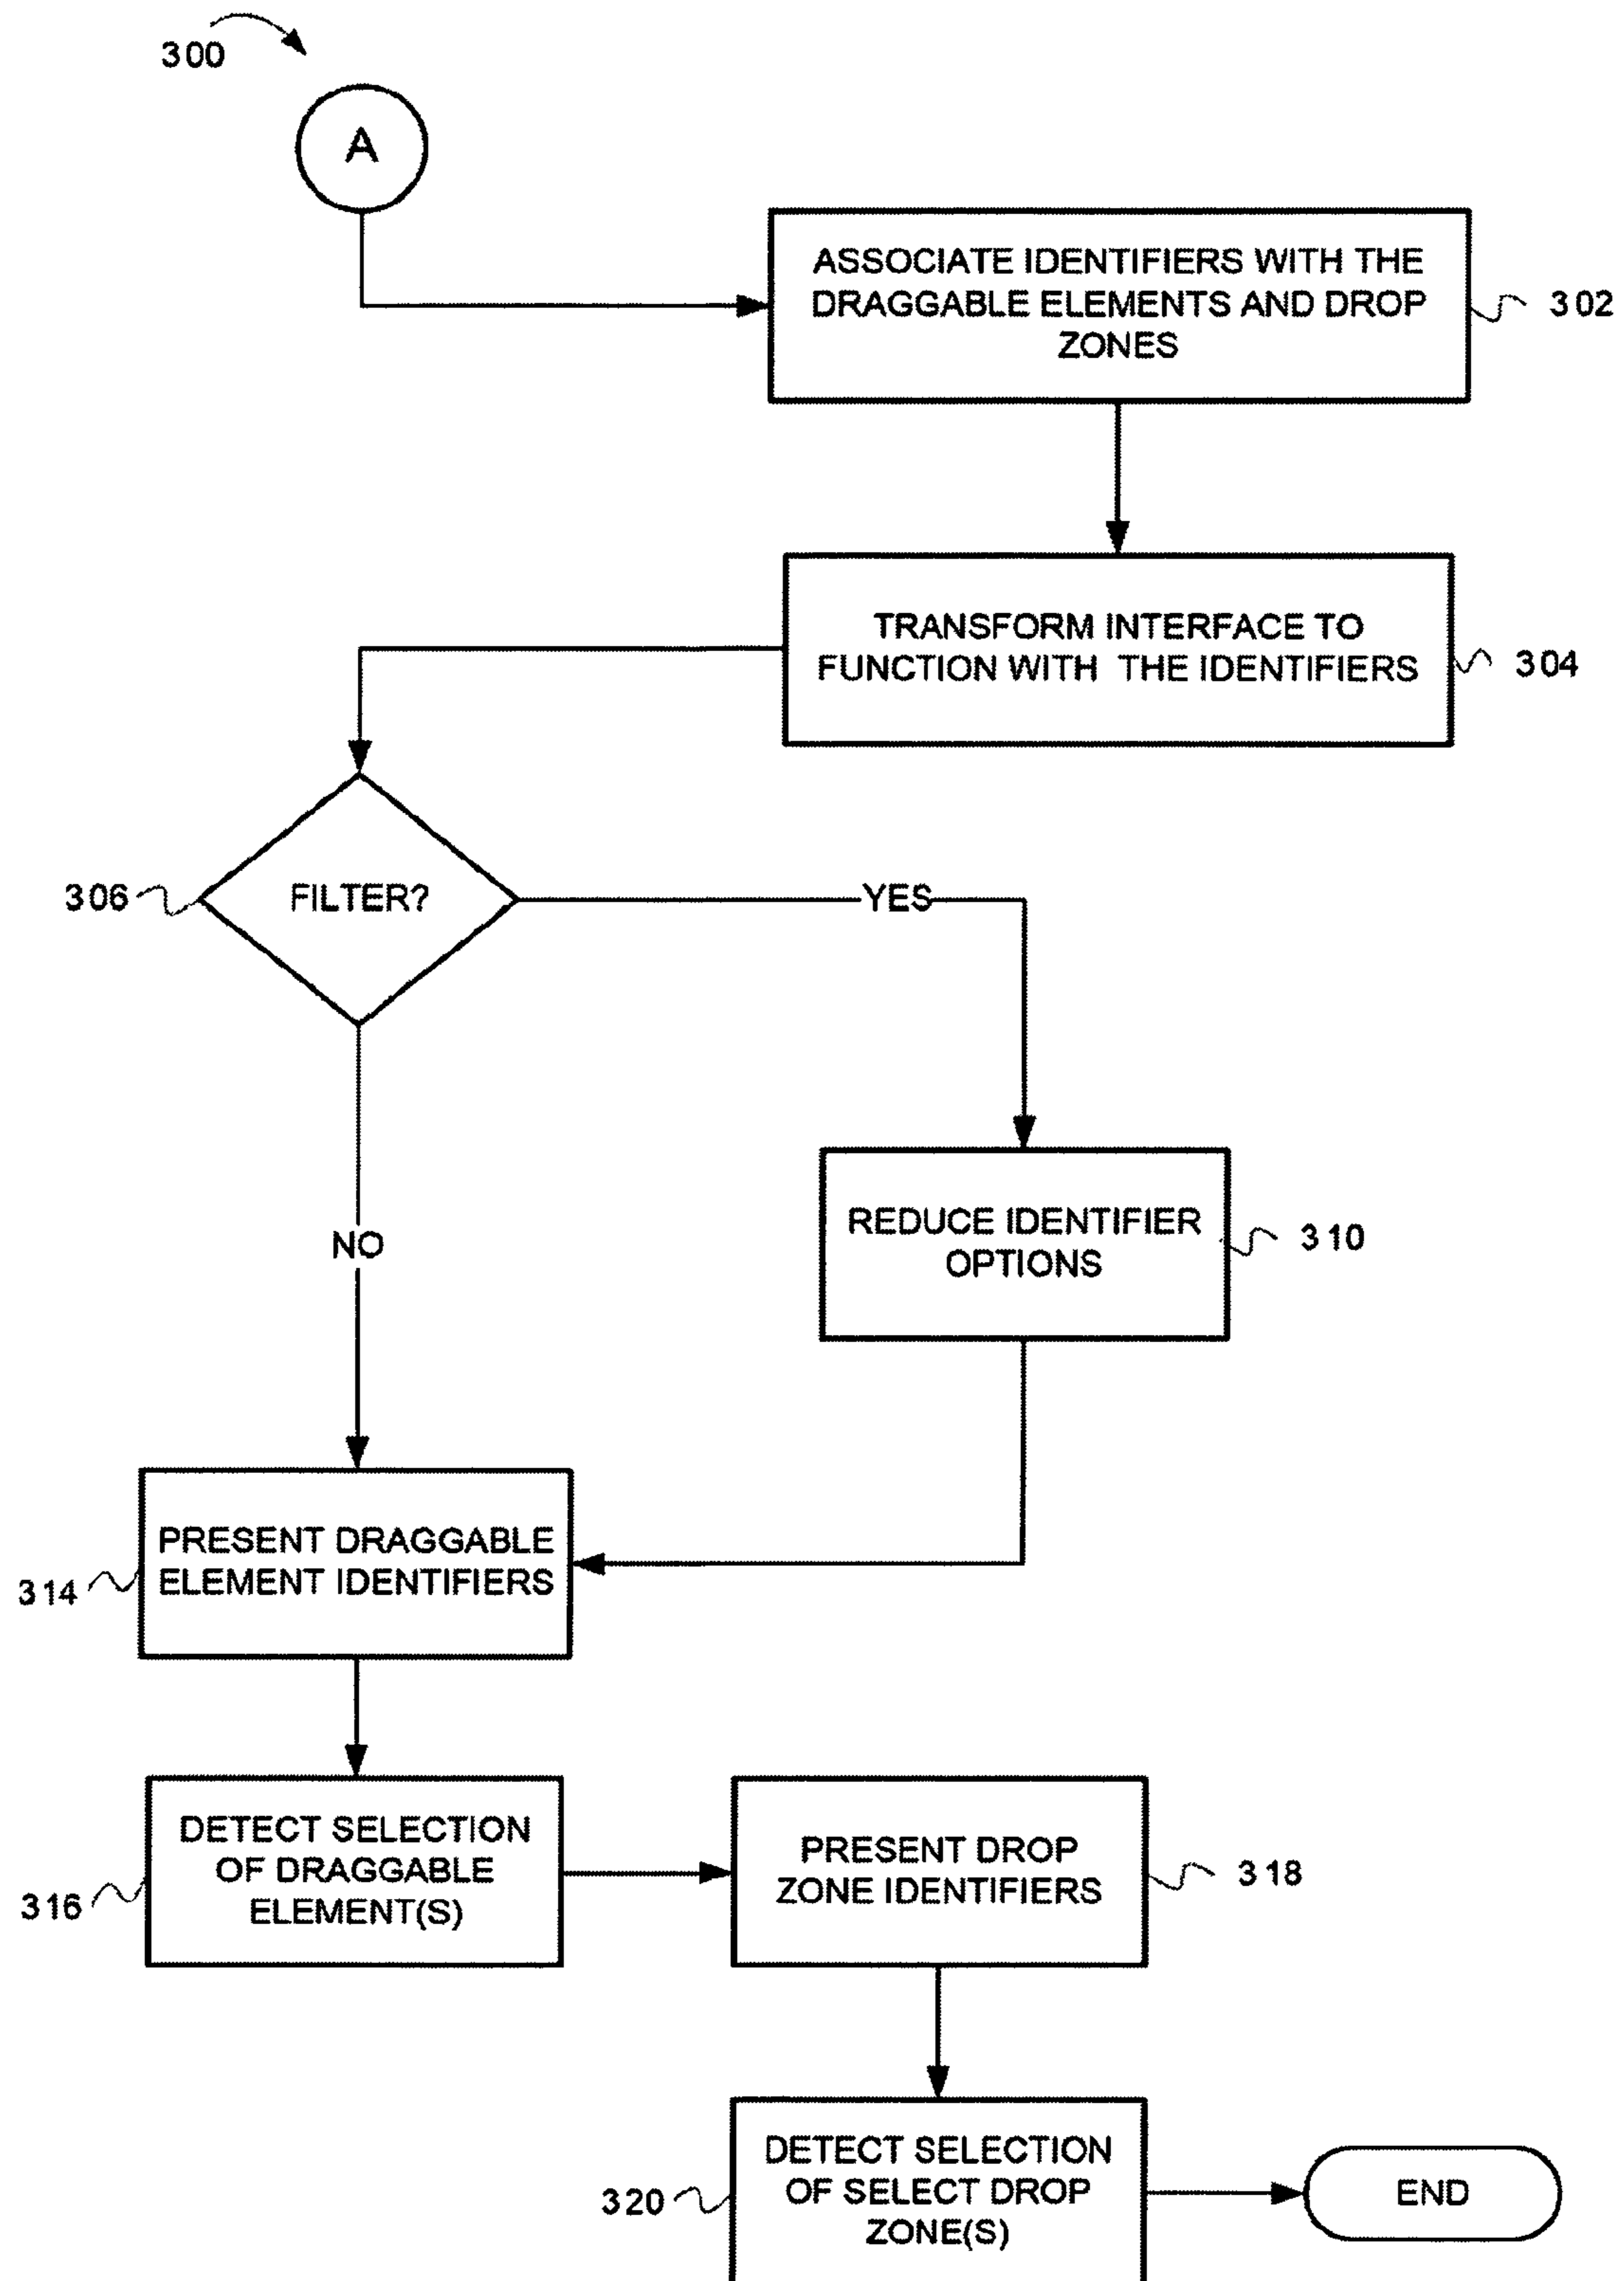 300
A
ASSOCIATE IDENTIFIERS WITH THE
DRAGGABLE ELEMENTS AND DROP
ZONES
302
TRANSFORM INTERFACE TO
FUNCTION WITH THE IDENTIFIERS
304
306
FILTER?
YES
NO
REDUCE IDENTIFIER
OPTIONS
310
PRESENT DRAGGABLE
ELEMENT IDENTIFIERS
314
DETECT SELECTION
OF DRAGGABLE
ELEMENT(S)
316
PRESENT DROP
ZONE IDENTIFIERS
318
DETECT SELECTION
OF SELECT DROP
ZONE(S)
320
END